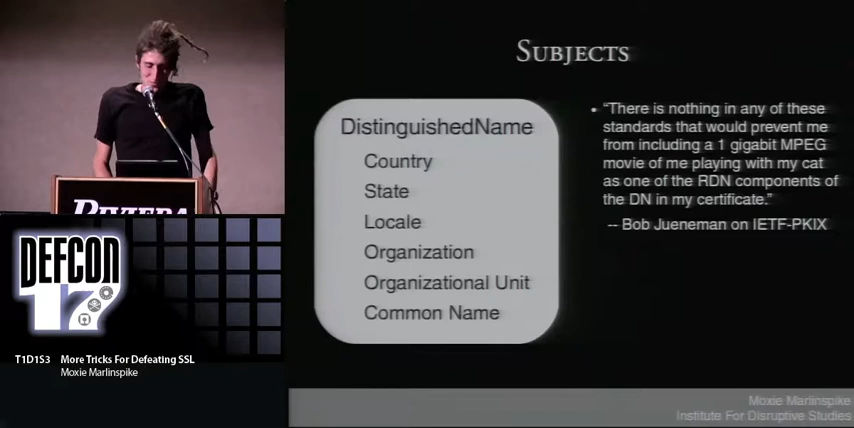 SUBJECTS
DistinguishedName
Country
State
Locale
Organization
Organizational Unit
Common Name
• “There is nothing in any of these
standards that would prevent me
from including a 1 gigabit MPEG
movie of me playing with my cat
as one of the RDN components of
the DN in my certificate.”
-- Bob Jueneman on IETF-PKIX
RIVIERA
DEFCON
17
T1D1S3 More Tricks For Defeating SSL
Moxie Marlinspike
Moxie Marlinspike
Institute For Disruptive Studies